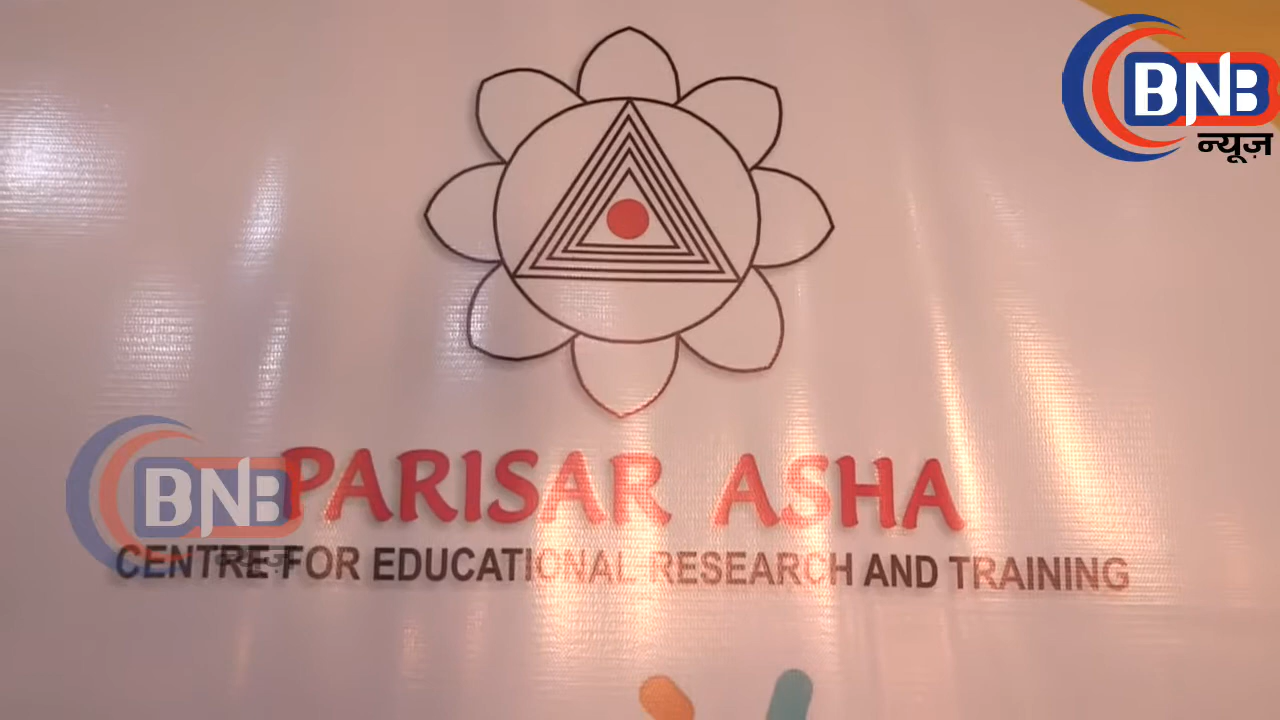 BNB
न्यूज़
PARISAR ASHA
BNB
CENTRE FOR EDUCATIONAL RESEARCH AND TRAINING